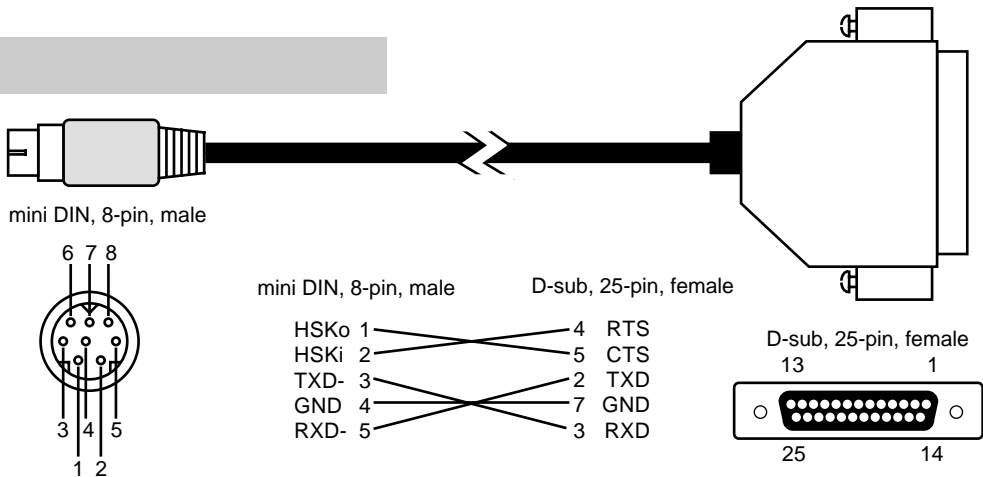 mini DIN, 8-pin, male
6 7 8
3 4 5
1 2
mini DIN, 8-pin, male D-sub, 25-pin, female
HSKo 1 4 RTS
HSKi 2 5 CTS
TXD- 3 2 TXD
GND 4 7 GND
RXD- 5 3 RXD
D-sub, 25-pin, female
13 1
25 14